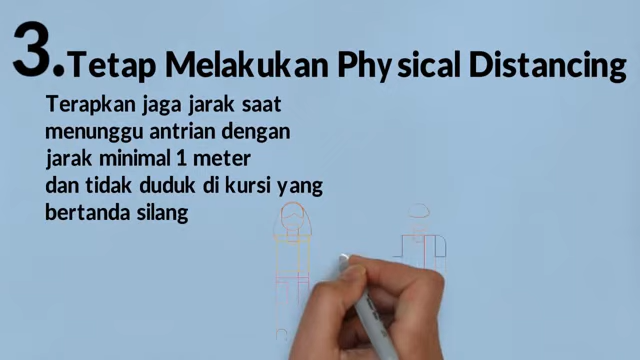 3. Tetap Melakukan Physical Distancing
Terapkan jaga jarak saat
menunggu antrian dengan
jarak minimal 1 meter
dan tidak duduk di kursi yang
bertanda silang